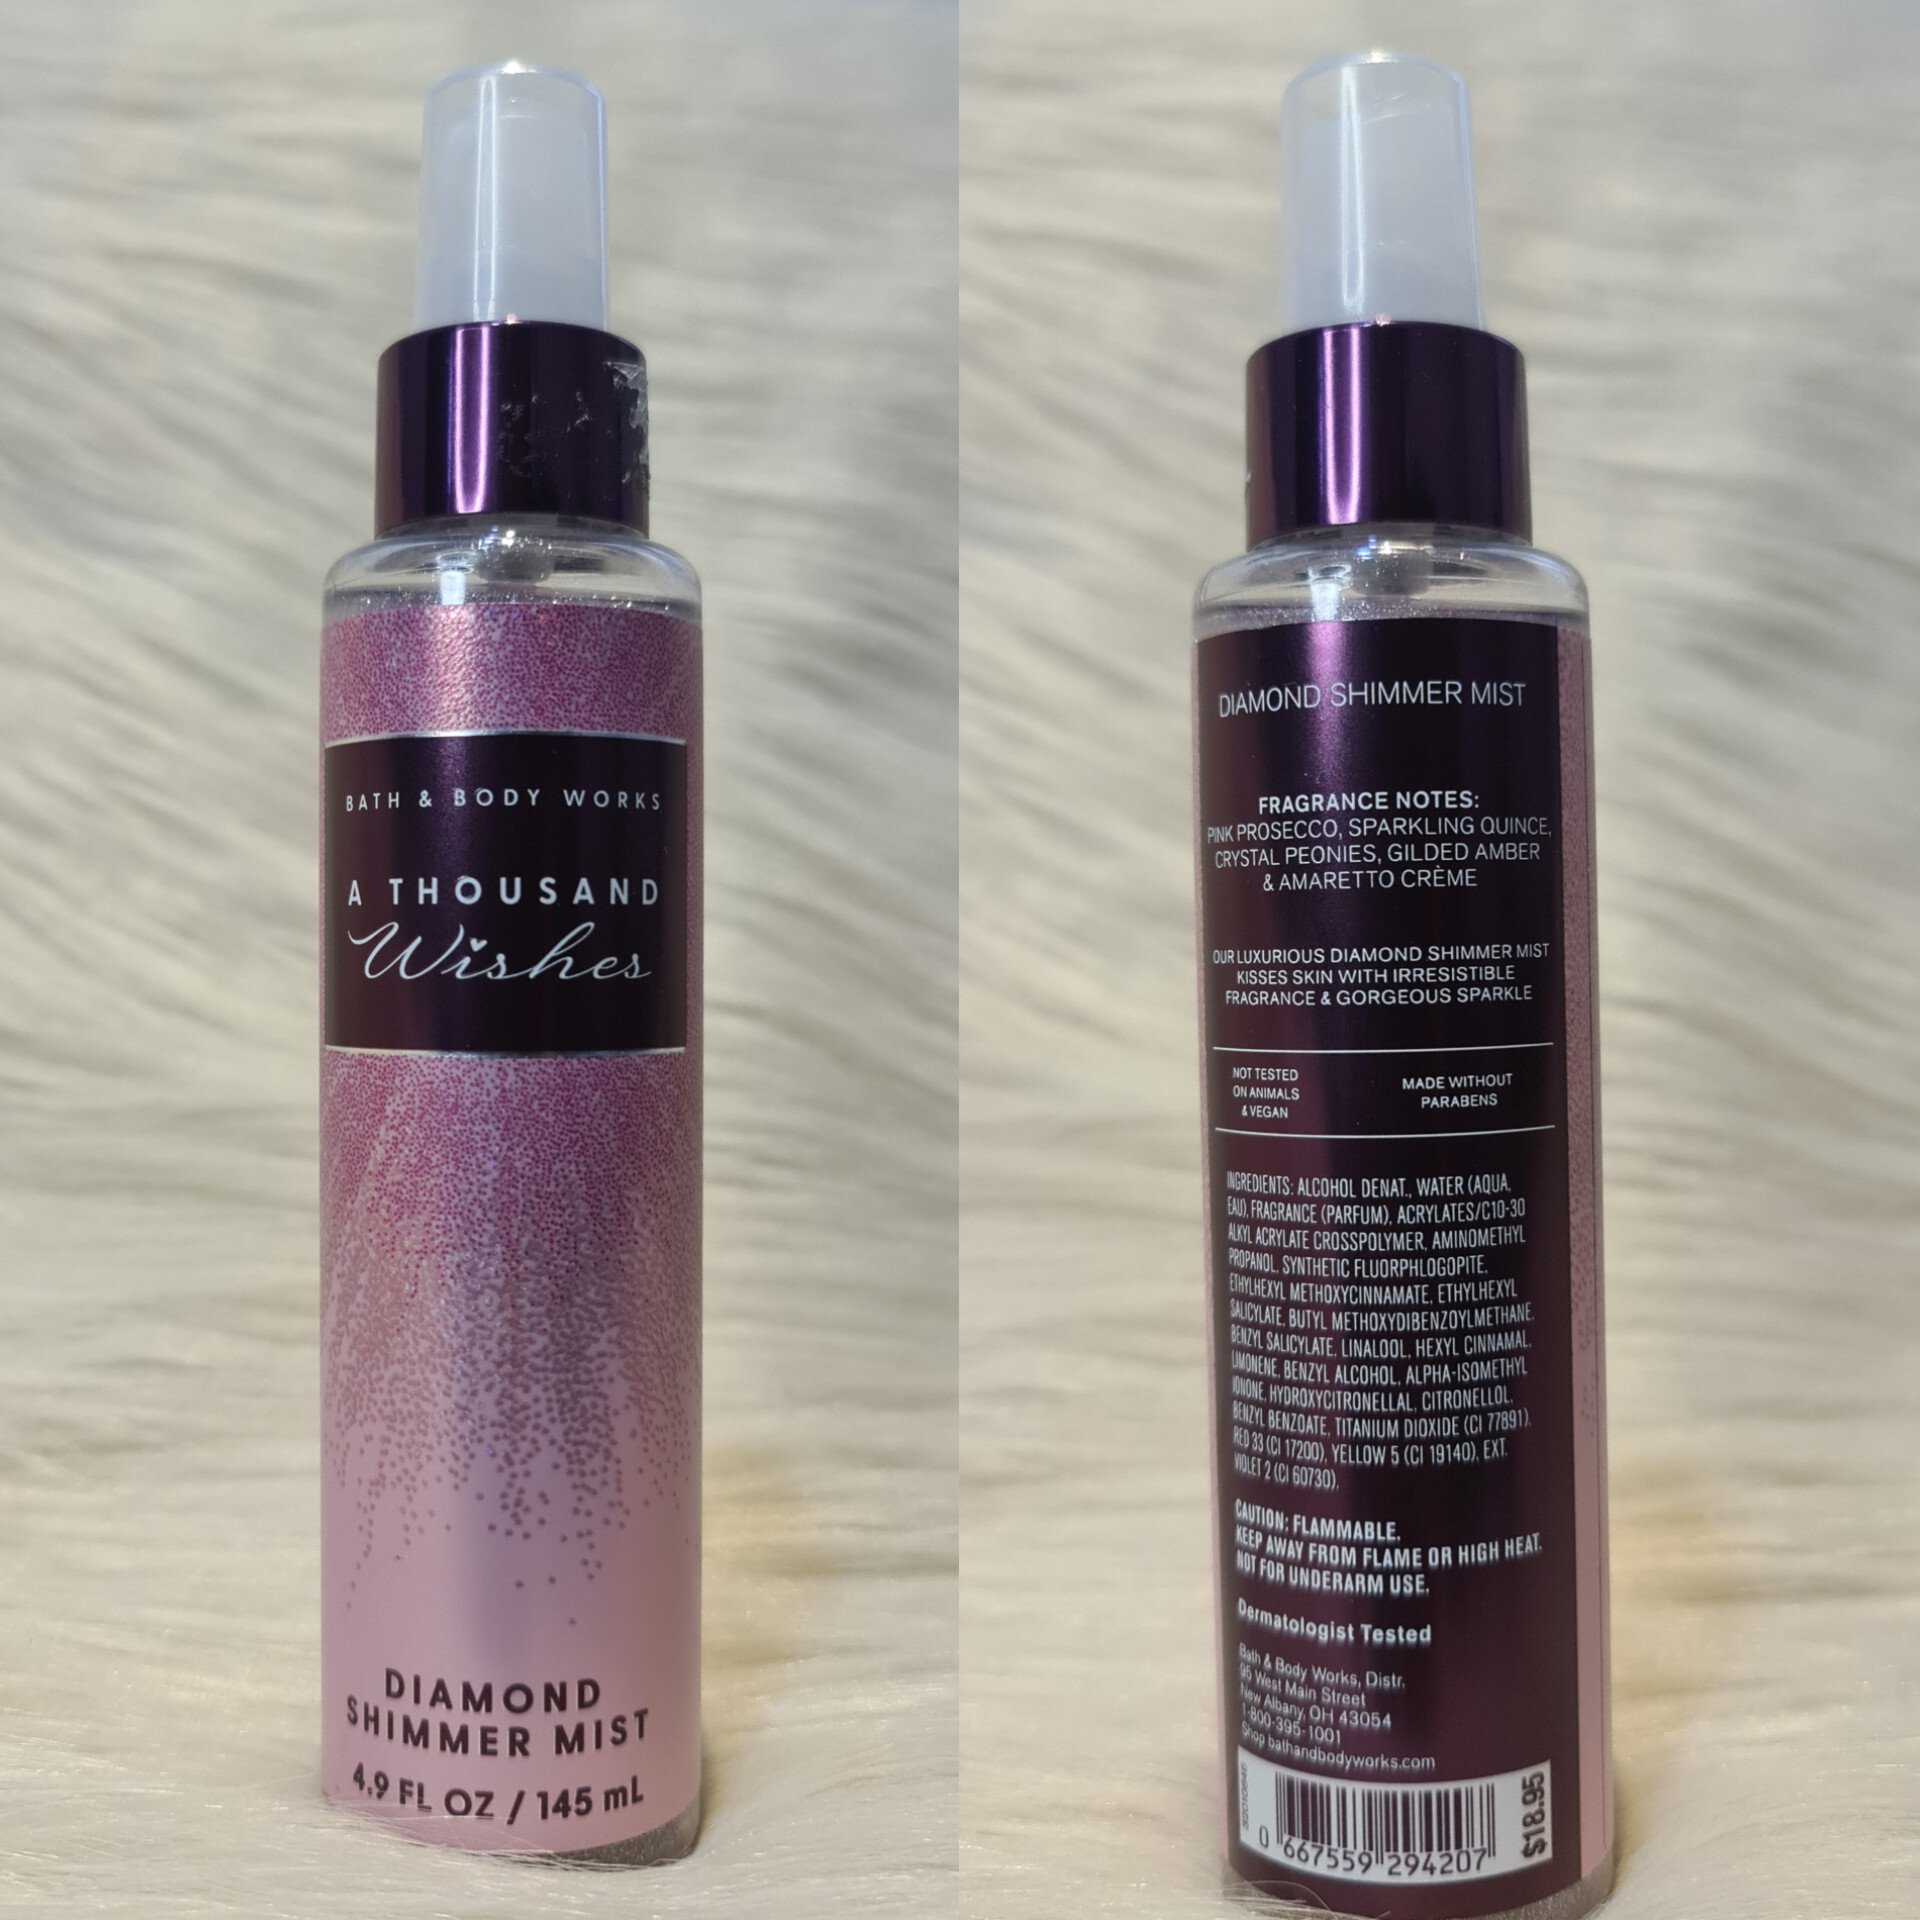 BATH & BODY WORKS
A THOUSAND
Wishes
DIAMOND
SHIMMER MIST
4.9 FL OZ / 145 mL
DIAMOND SHIMMER MIST
FRAGRANCE NOTES:
PINK PROSECCO, SPARKLING QUINCE,
CRYSTAL PEONIES, GILDED AMBER
& AMARETTO CRÈME
OUR LUXURIOUS DIAMOND SHIMMER MIST
KISSES SKIN WITH IRRESISTIBLE
FRAGRANCE & GORGEOUS SPARKLE
NOT TESTED
ON ANIMALS
& VEGAN
MADE WITHOUT
PARABENS
INGREDIENTS: ALCOHOL DENAT., WATER (AQUA,
EAU), FRAGRANCE (PARFUM), ACRYLATES/C10-30
ALKYL ACRYLATE CROSSPOLYMER, AMINOMETHYL
PROPANOL, SYNTHETIC FLUORPHLOGOPITE,
ETHYLHEXYL METHOXYCINNAMATE, ETHYLHEXYL
SALICYLATE, BUTYL METHOXYDIBENZOYLMETHANE,
BENZYL SALICYLATE, LINALOOL, HEXYL CINNAMAL,
LIMONENE, BENZYL ALCOHOL, ALPHA-ISOMETHYL
IONONE, HYDROXYCITRONELLAL, CITRONELLOL,
BENZYL BENZOATE, TITANIUM DIOXIDE (CI 77891),
RED 33 (CI 17200), YELLOW 5 (CI 19140), EXT.
VIOLET 2 (CI 60730).
CAUTION: FLAMMABLE.
KEEP AWAY FROM FLAME OR HIGH HEAT.
NOT FOR UNDERARM USE.
Dermatologist Tested
Bath & Body Works, Distr.
95 West Main Street
New Albany, OH 43054
1-800-395-1001
Shop bathandbodyworks.com
0 667559 294207
$18.95